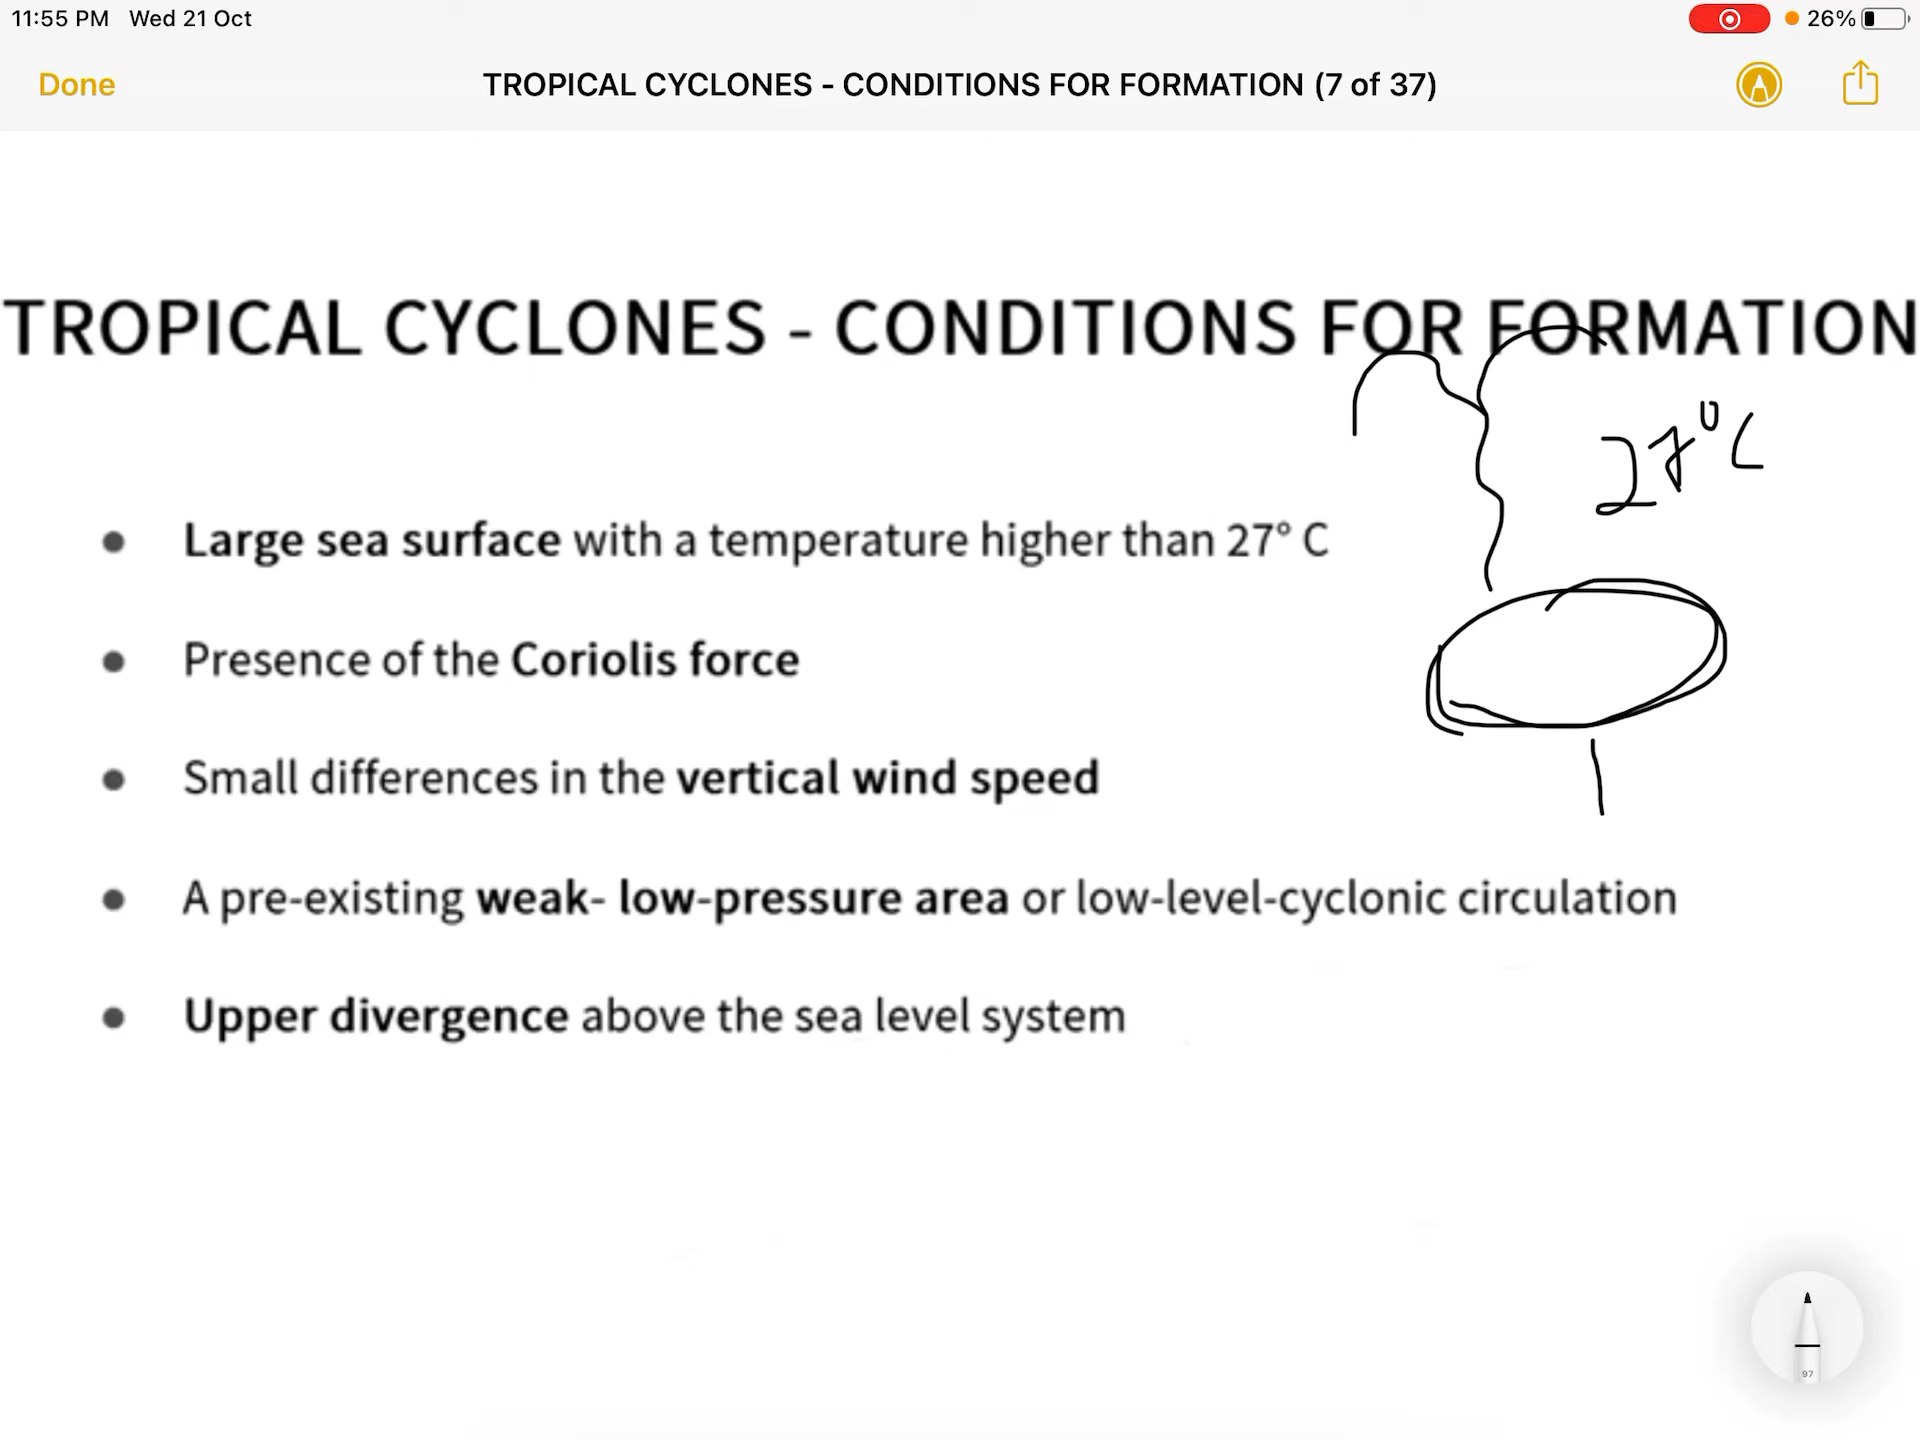 11:55 PM Wed 21 Oct 26%
Done TROPICAL CYCLONES - CONDITIONS FOR FORMATION (7 of 37)
TROPICAL CYCLONES - CONDITIONS FOR FORMATION
27°C
• Large sea surface with a temperature higher than 27° C
• Presence of the Coriolis force
• Small differences in the vertical wind speed
• A pre-existing weak- low-pressure area or low-level-cyclonic circulation
• Upper divergence above the sea level system
97